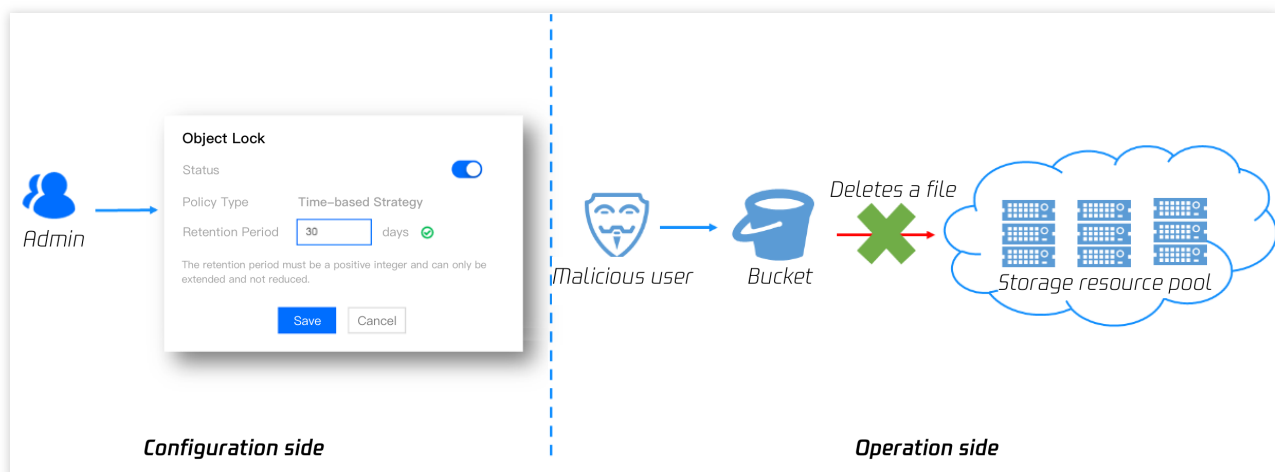 Object Lock
Status
Policy Type Time-based Strategy
Retention Period 30 days
The retention period must be a positive integer and can only be
extended and not reduced.
Save Cancel
Admin
Configuration side
Deletes a file
Malicious user
Bucket
Storage resource pool
Operation side